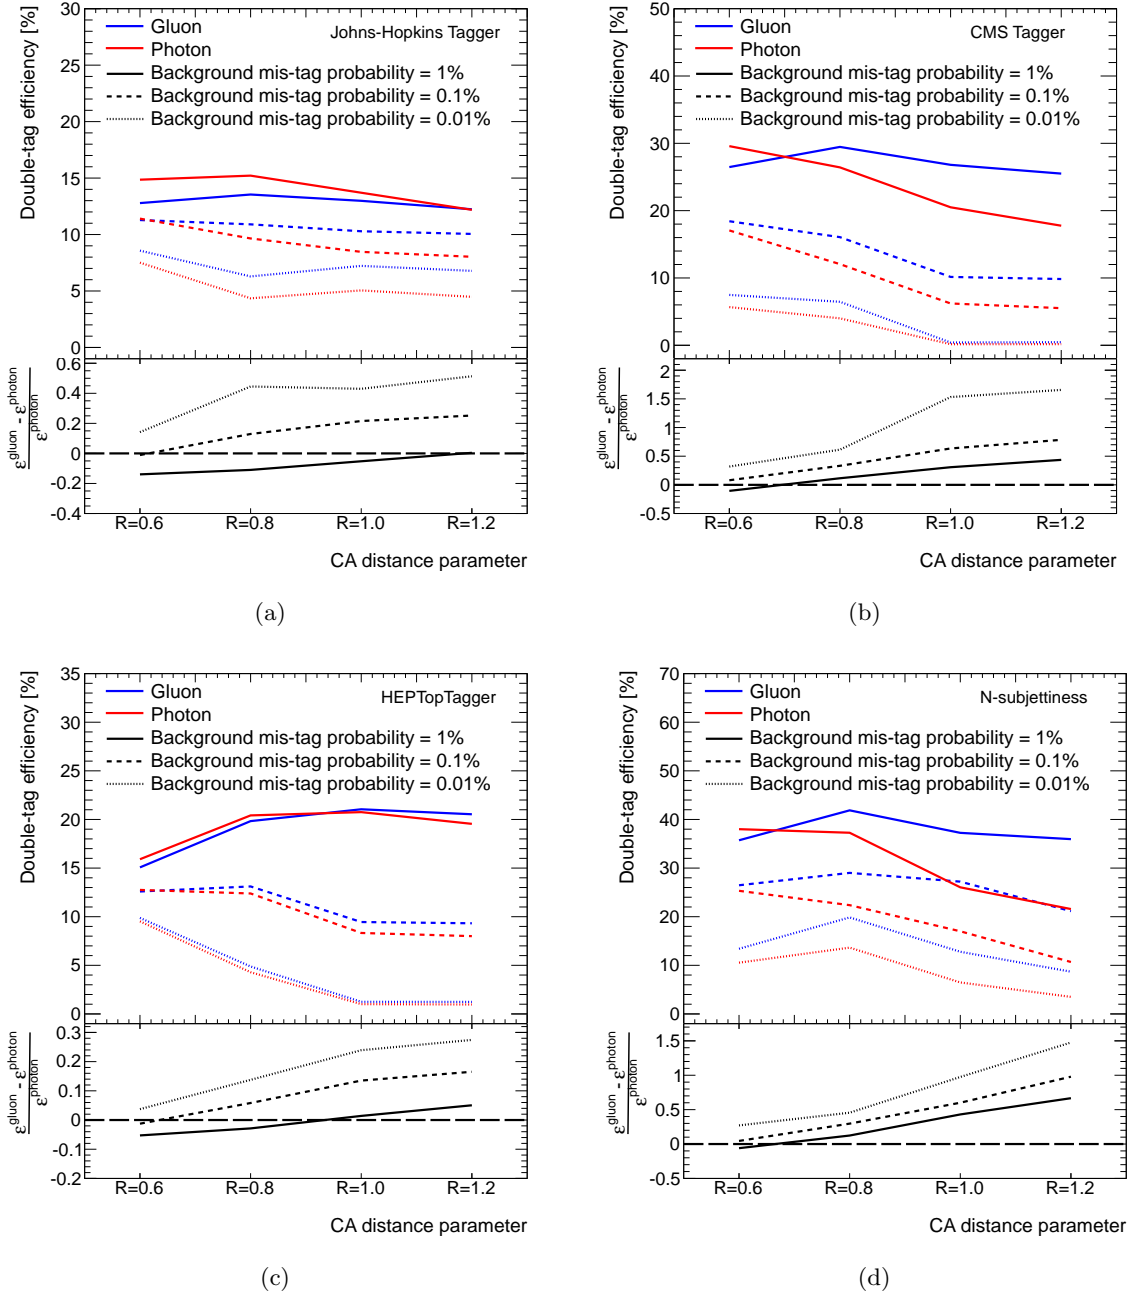 Double-tag efficiency [%]
30
25
20
15
10
5
0
Gluon
Johns-Hopkins Tagger
Photon
Background mis-tag probability = 1%
Background mis-tag probability = 0.1%
Background mis-tag probability = 0.01%
ε^gluon - ε^photon
ε^photon
0.6
0.4
0.2
0
-0.2
-0.4
R=0.6 R=0.8 R=1.0 R=1.2
CA distance parameter
(a)
Double-tag efficiency [%]
50
40
30
20
10
0
Gluon
CMS Tagger
Photon
Background mis-tag probability = 1%
Background mis-tag probability = 0.1%
Background mis-tag probability = 0.01%
ε^gluon - ε^photon
ε^photon
2
1.5
1
0.5
0
-0.5
R=0.6 R=0.8 R=1.0 R=1.2
CA distance parameter
(b)
Double-tag efficiency [%]
35
30
25
20
15
10
5
0
Gluon
HEPTopTagger
Photon
Background mis-tag probability = 1%
Background mis-tag probability = 0.1%
Background mis-tag probability = 0.01%
ε^gluon - ε^photon
ε^photon
0.3
0.2
0.1
0
-0.1
-0.2
R=0.6 R=0.8 R=1.0 R=1.2
CA distance parameter
(c)
Double-tag efficiency [%]
70
60
50
40
30
20
10
0
Gluon
N-subjettiness
Photon
Background mis-tag probability = 1%
Background mis-tag probability = 0.1%
Background mis-tag probability = 0.01%
ε^gluon - ε^photon
ε^photon
1.5
1
0.5
0
-0.5
R=0.6 R=0.8 R=1.0 R=1.2
CA distance parameter
(d)